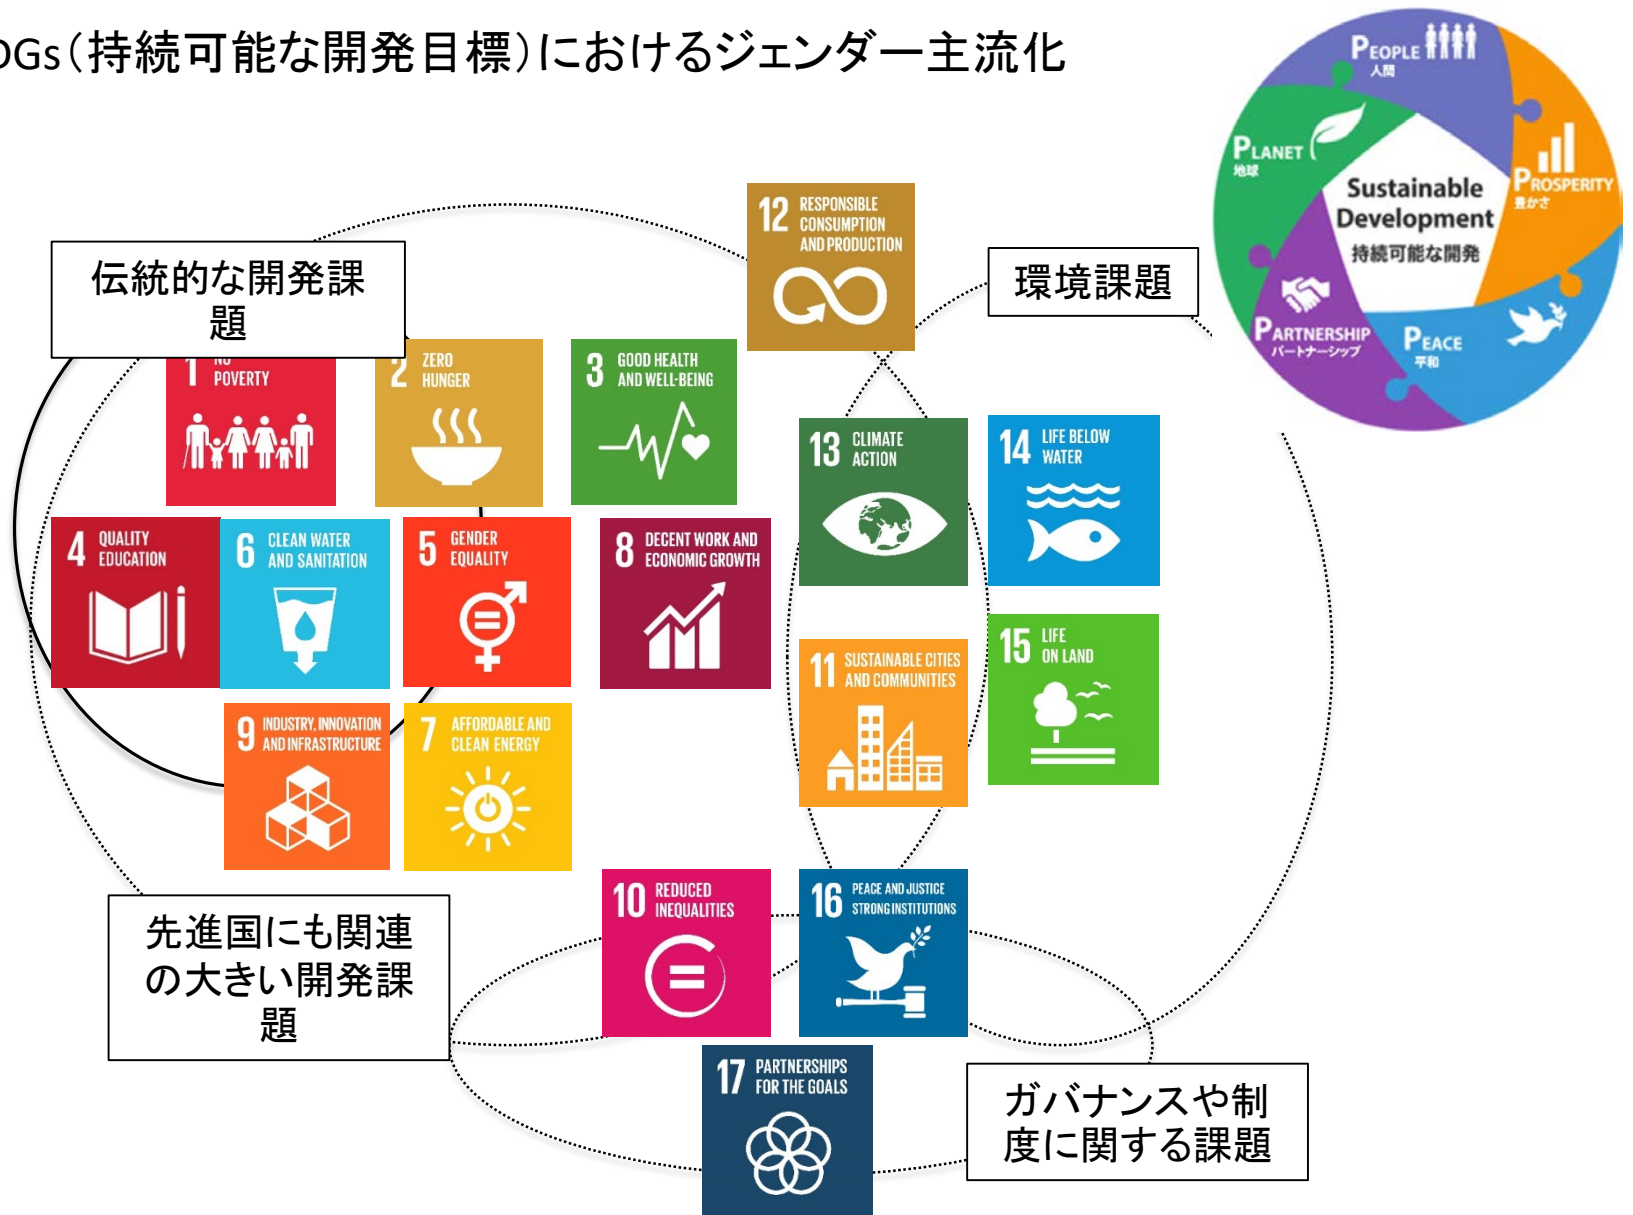 DGs(持続可能な開発目標)におけるジェンダー主流化
PEOPLE
人間
PLANET
地球
PROSPERITY
豊かさ
Sustainable
Development
持続可能な開発
PARTNERSHIP
パートナーシップ
PEACE
平和
12 RESPONSIBLE
CONSUMPTION
AND PRODUCTION
伝統的な開発課
題
環境課題
1 NO
POVERTY
2 ZERO
HUNGER
3 GOOD HEALTH
AND WELL-BEING
13 CLIMATE
ACTION
14 LIFE BELOW
WATER
4 QUALITY
EDUCATION
6 CLEAN WATER
AND SANITATION
5 GENDER
EQUALITY
8 DECENT WORK AND
ECONOMIC GROWTH
11 SUSTAINABLE CITIES
AND COMMUNITIES
15 LIFE
ON LAND
9 INDUSTRY, INNOVATION
AND INFRASTRUCTURE
7 AFFORDABLE AND
CLEAN ENERGY
10 REDUCED
INEQUALITIES
16 PEACE AND JUSTICE
STRONG INSTITUTIONS
先進国にも関連
の大きい開発課
題
17 PARTNERSHIPS
FOR THE GOALS
ガバナンスや制
度に関する課題